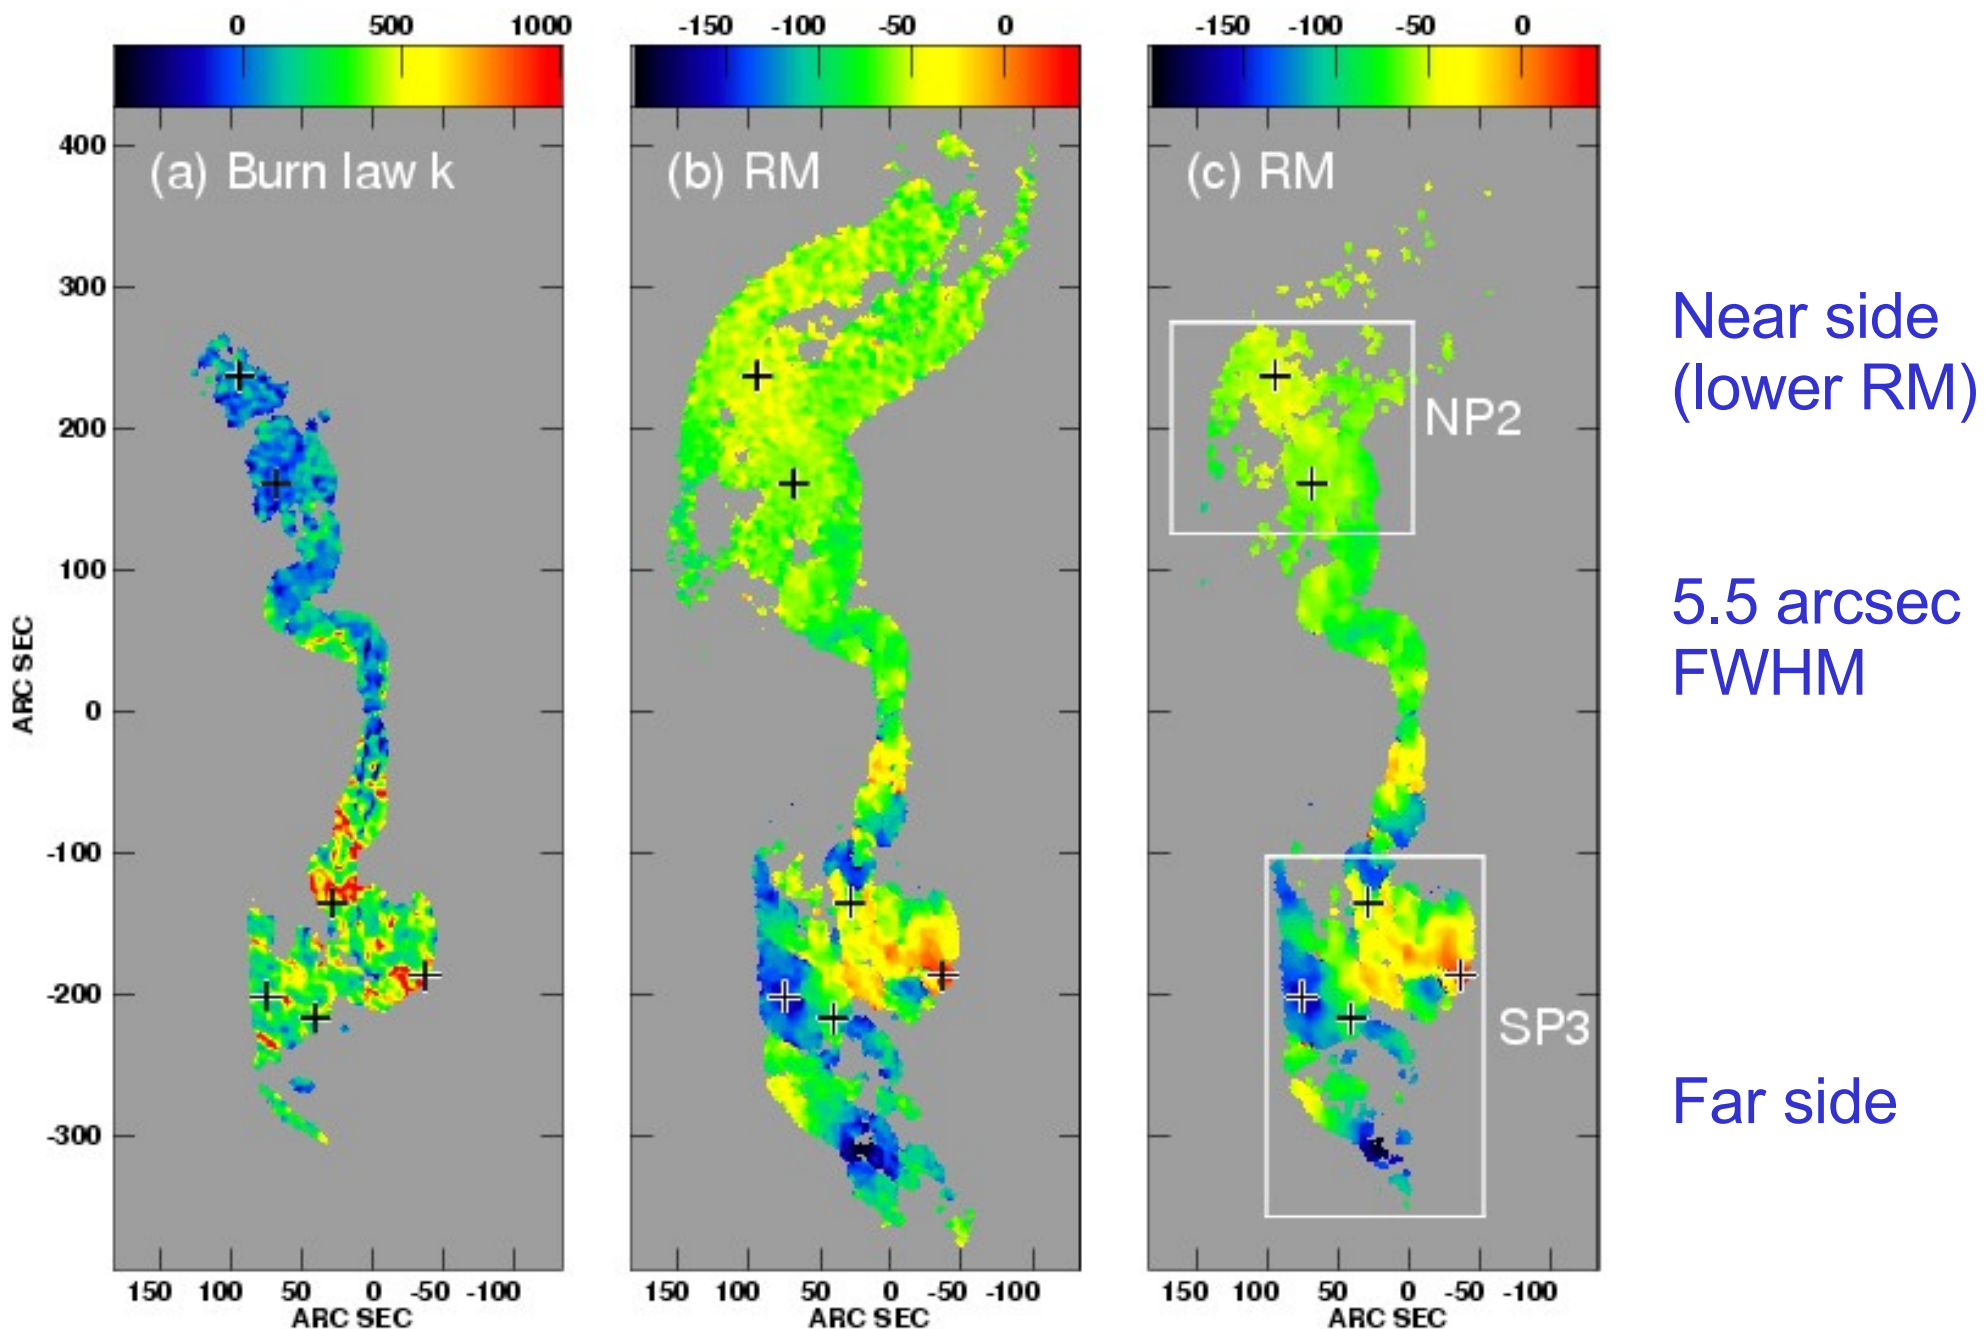 0 500 1000
-150 -100 -50 0
-150 -100 -50 0
(a) Burn law k
(b) RM
(c) RM
400
300
200
100
0
-100
-200
-300
ARC SEC
NP2
SP3
150 100 50 0 -50 -100
ARC SEC
150 100 50 0 -50 -100
ARC SEC
150 100 50 0 -50 -100
ARC SEC
Near side
(lower RM)
5.5 arcsec
FWHM
Far side